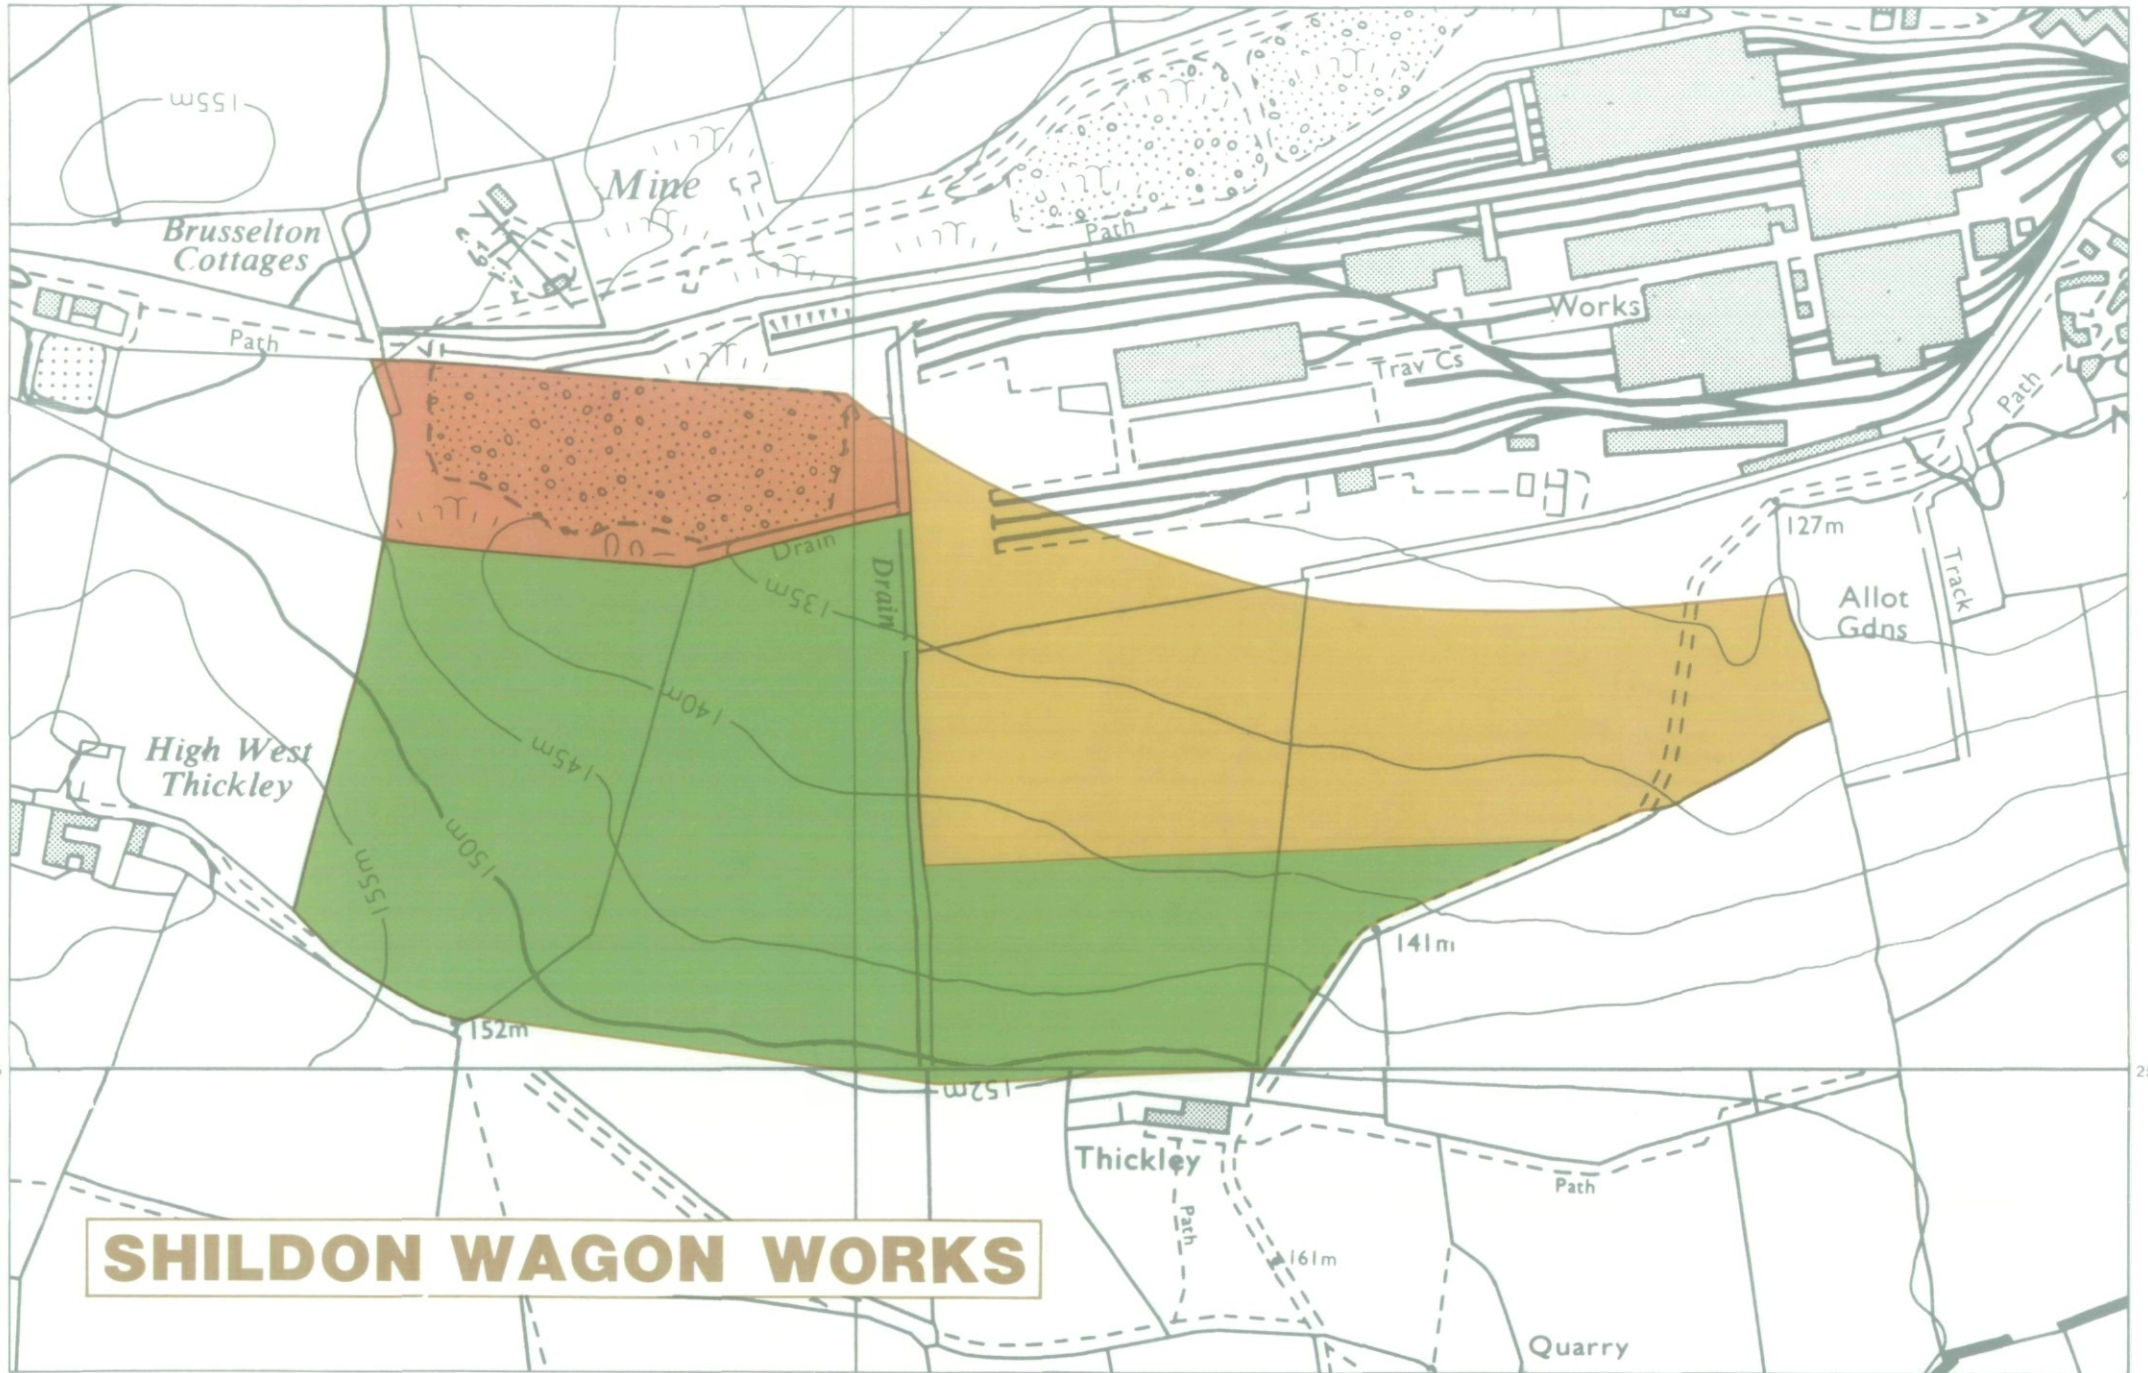 155m
Mine
Brusselton
Cottages
Path
Path
Works
Trav Cs
Path
127m
Drain
Drain
135m
Allot
Gdns
Track
140m
145m
High West
Thickley
150m
155m
141m
152m
152m
Thickley
Path
Path
161m
SHILDON WAGON WORKS
Quarry